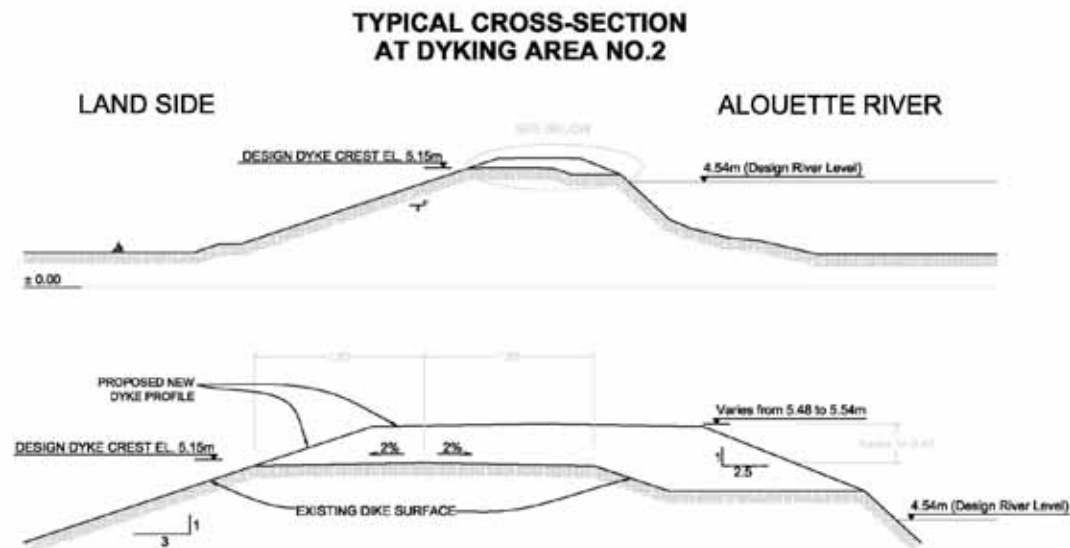 TYPICAL CROSS-SECTION
AT DYKING AREA NO.2
LAND SIDE
ALOUETTE RIVER
SEE BELOW
DESIGN DYKE CREST EL. 5.15m
4.54m (Design River Level)
± 0.00
PROPOSED NEW
DYKE PROFILE
Varies from 5.48 to 5.54m
DESIGN DYKE CREST EL. 5.15m
2% 2%
1
2.5
EXISTING DIKE SURFACE
1
3
4.54m (Design River Level)